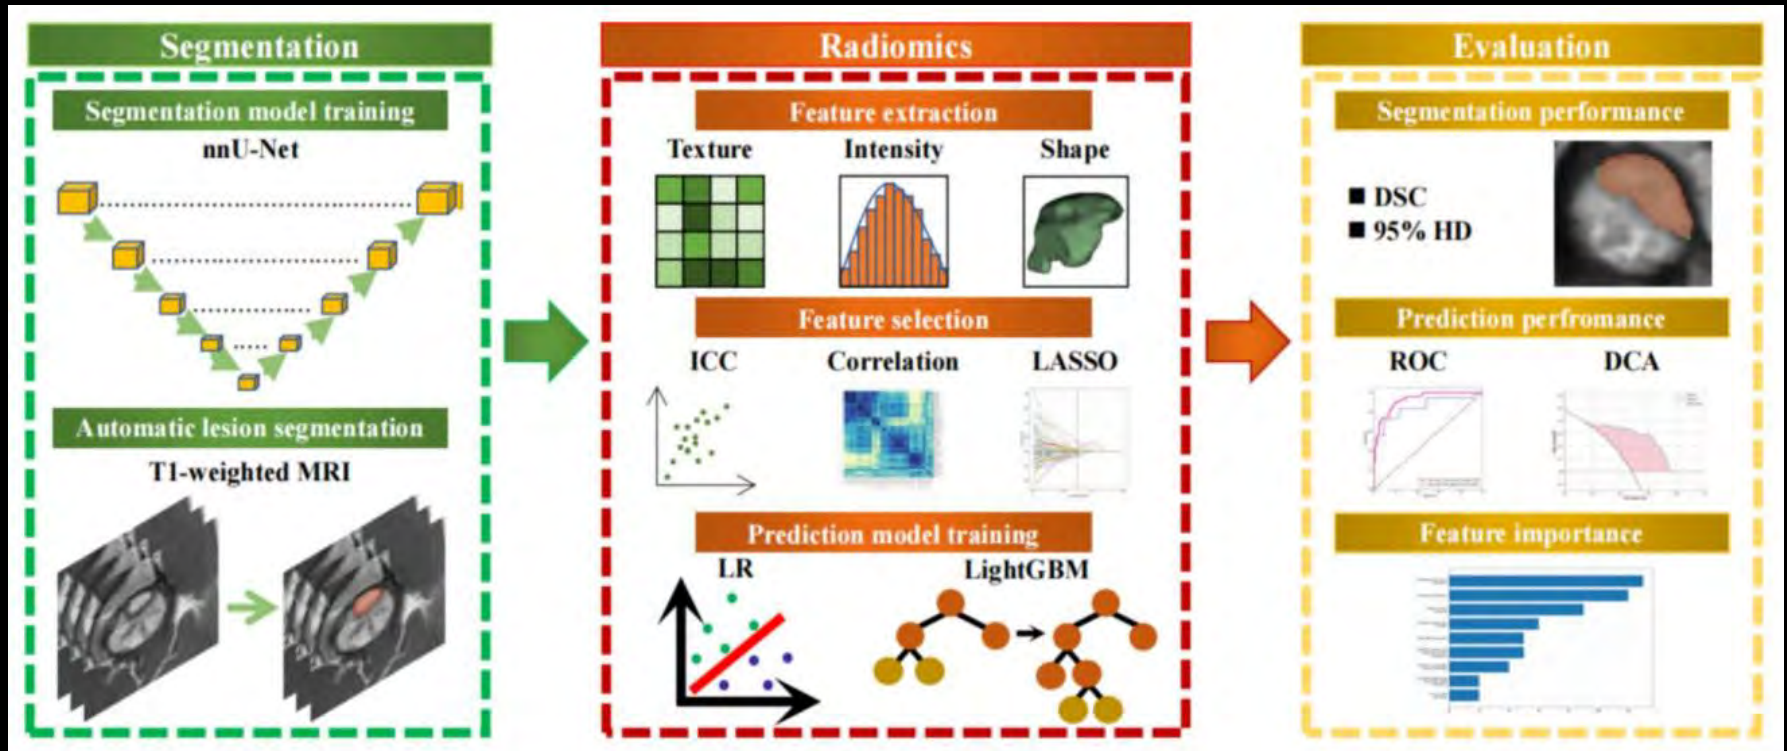 Segmentation
Segmentation model training
nnU-Net
Automatic lesion segmentation
T1-weighted MRI
Radiomics
Feature extraction
Texture
Intensity
Shape
Feature selection
ICC
Correlation
LASSO
Prediction model training
LR
LightGBM
Evaluation
Segmentation performance
■ DSC
■ 95% HD
Prediction perfromance
ROC
DCA
Feature importance